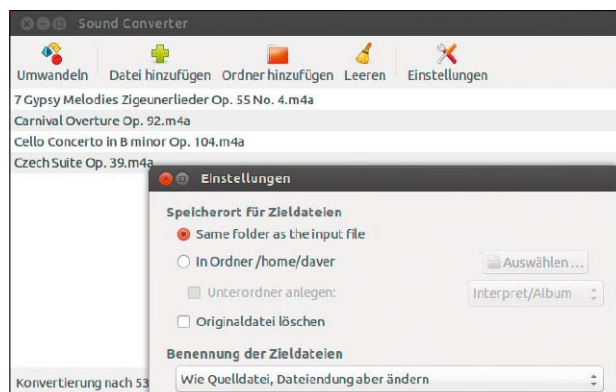 Sound Converter
Umwandeln Datei hinzufügen Ordner hinzufügen Leeren Einstellungen
7 Gypsy Melodies Zigeunerlieder Op. 55 No. 4.m4a
Carnival Overture Op. 92.m4a
Cello Concerto in B minor Op. 104.m4a
Czech Suite Op. 39.m4a
Einstellungen
Speicherort für Zieldateien
Same folder as the input file
In Ordner /home/daver Auswählen ...
Unterordner anlegen: Interpret/Album
Originaldatei löschen
Benennung der Zieldateien
Wie Quelldatei, Dateiendung aber ändern
Konvertierung nach 53